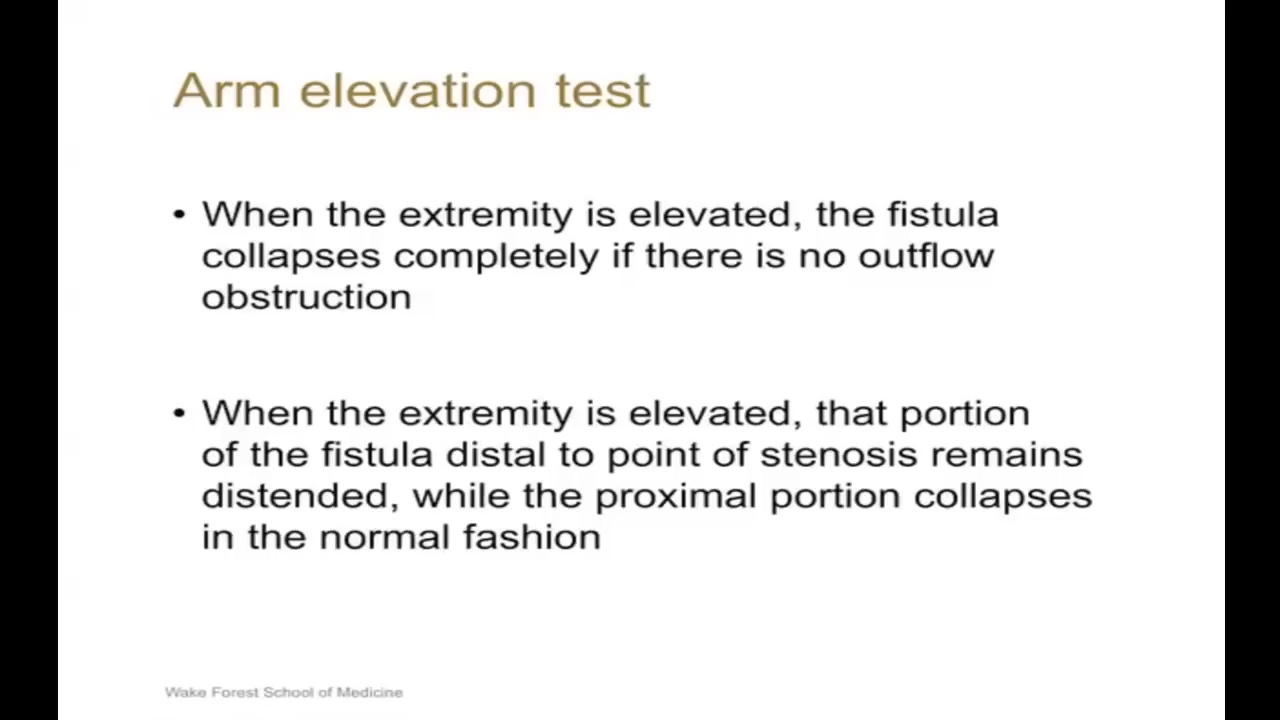 Arm elevation test
• When the extremity is elevated, the fistula
collapses completely if there is no outflow
obstruction
• When the extremity is elevated, that portion
of the fistula distal to point of stenosis remains
distended, while the proximal portion collapses
in the normal fashion
Wake Forest School of Medicine